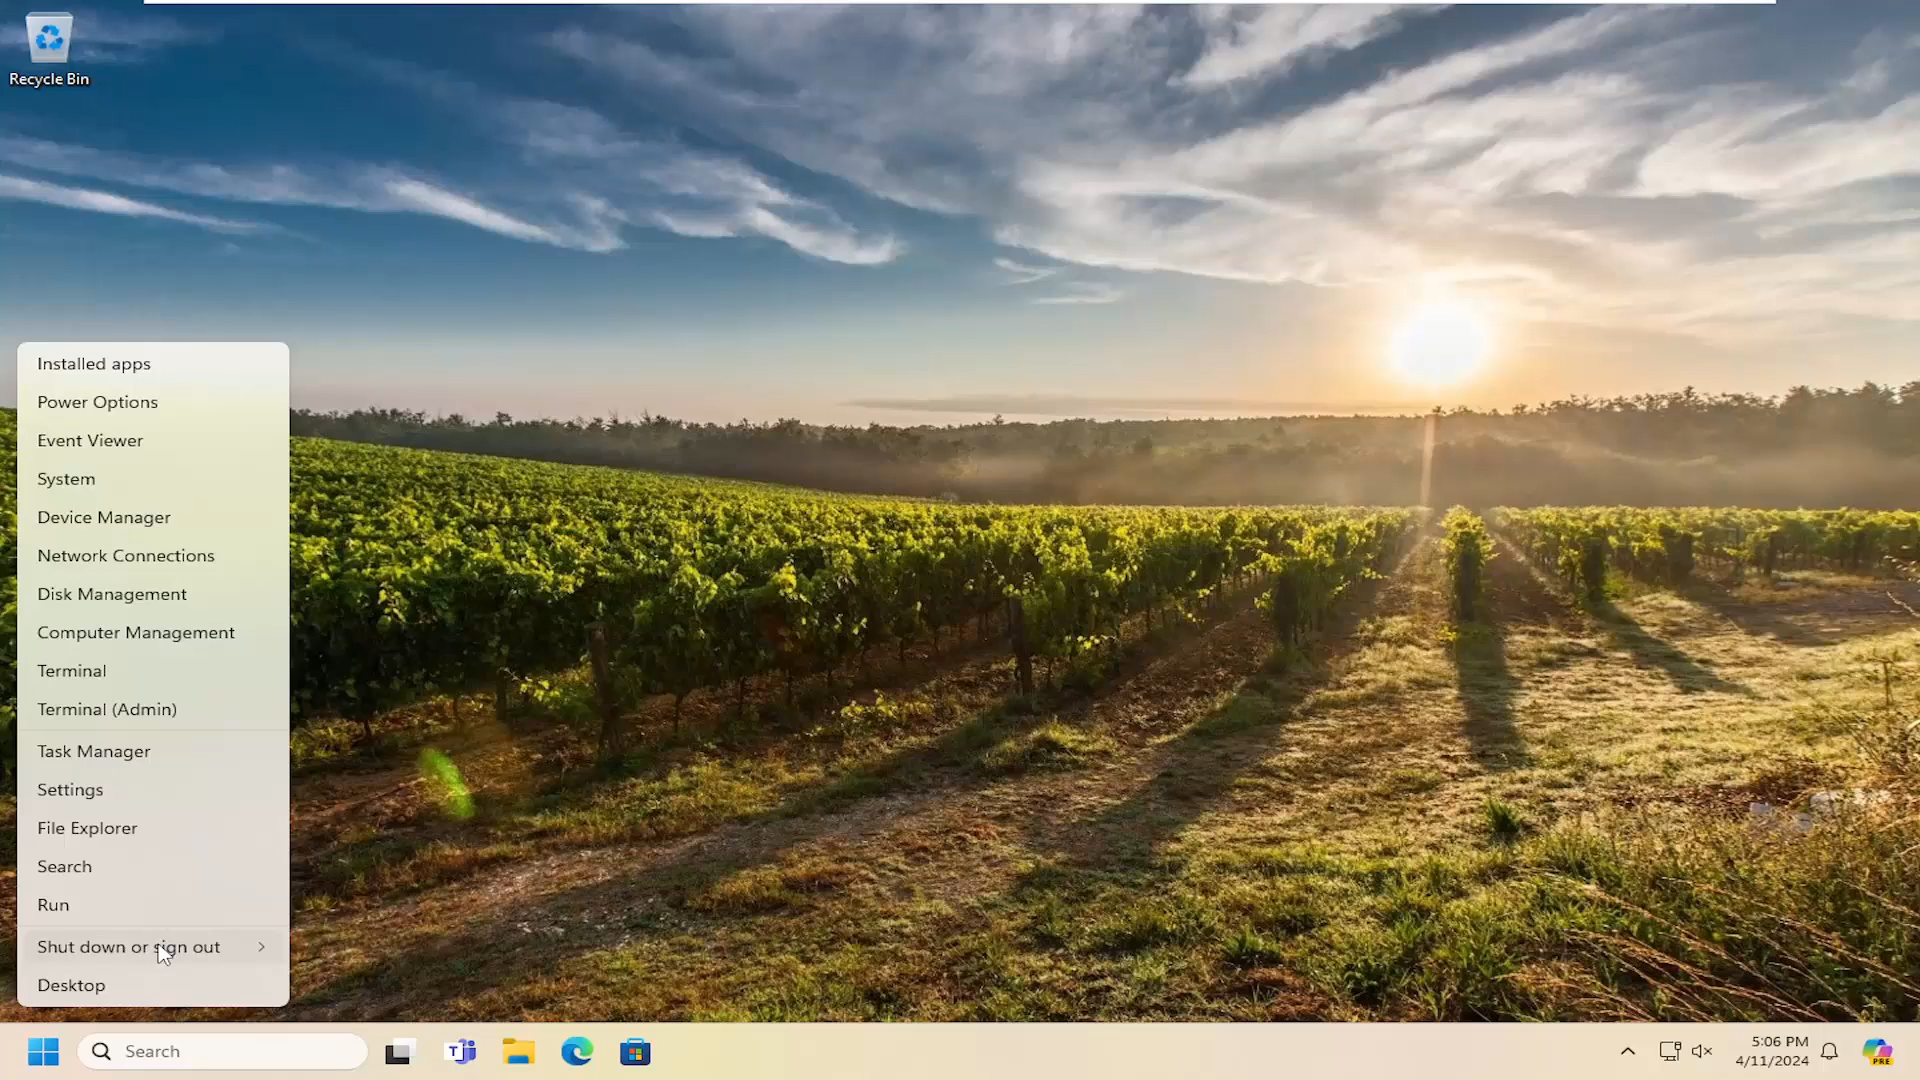 Recycle Bin
Installed apps
Power Options
Event Viewer
System
Device Manager
Network Connections
Disk Management
Computer Management
Terminal
Terminal (Admin)
Task Manager
Settings
File Explorer
Search
Run
Shut down or sign out
Desktop
Search
5:06 PM
4/11/2024
PRE